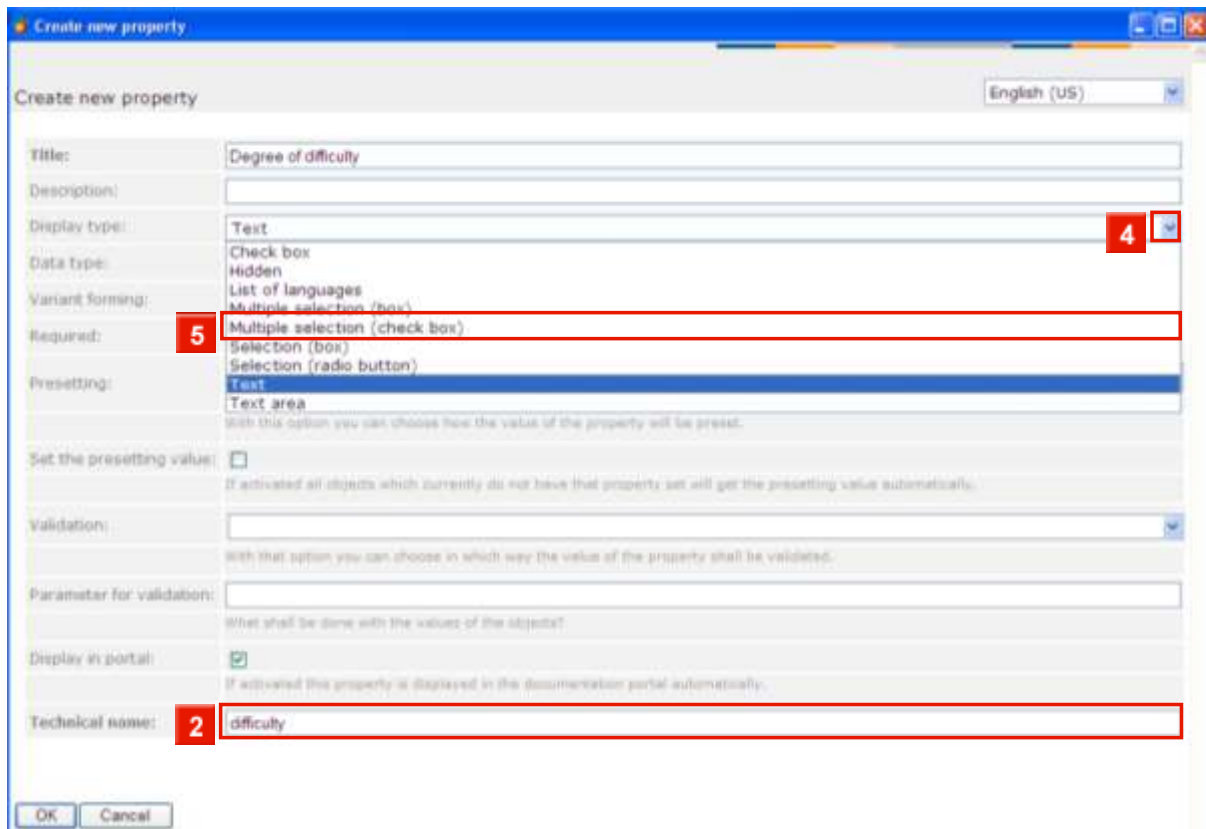 Create new property
Create new property
English (US)
Title:
Degree of difficulty
Description:
Display type:
Text
4
Check box
Data type:
Hidden
List of languages
Variant forming:
Multiple selection (box)
5
Multiple selection (check box)
Required:
Selection (box)
Selection (radio button)
Presetting:
Text
Text area
With this option you can choose how the value of the property will be preset.
Set the presetting value:
If activated all objects which currently do not have that property set will get the presetting value automatically.
Validation:
With that option you can choose in which way the value of the property shall be validated.
Parameter for validation:
What shall be done with the values of the objects?
Display in portal:
If activated this property is displayed in the documentation portal automatically.
Technical name:
2
difficulty
OK
Cancel